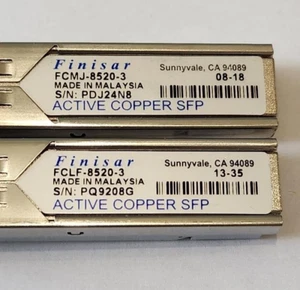 Finisar Sunnyvale, CA 94089
FCMJ-8520-3 08-18
MADE IN MALAYSIA
S/N: PDJ24N8
ACTIVE COPPER SFP
Finisar Sunnyvale, CA 94089
FCLF-8520-3 13-35
MADE IN MALAYSIA
S/N: PQ9208G
ACTIVE COPPER SFP